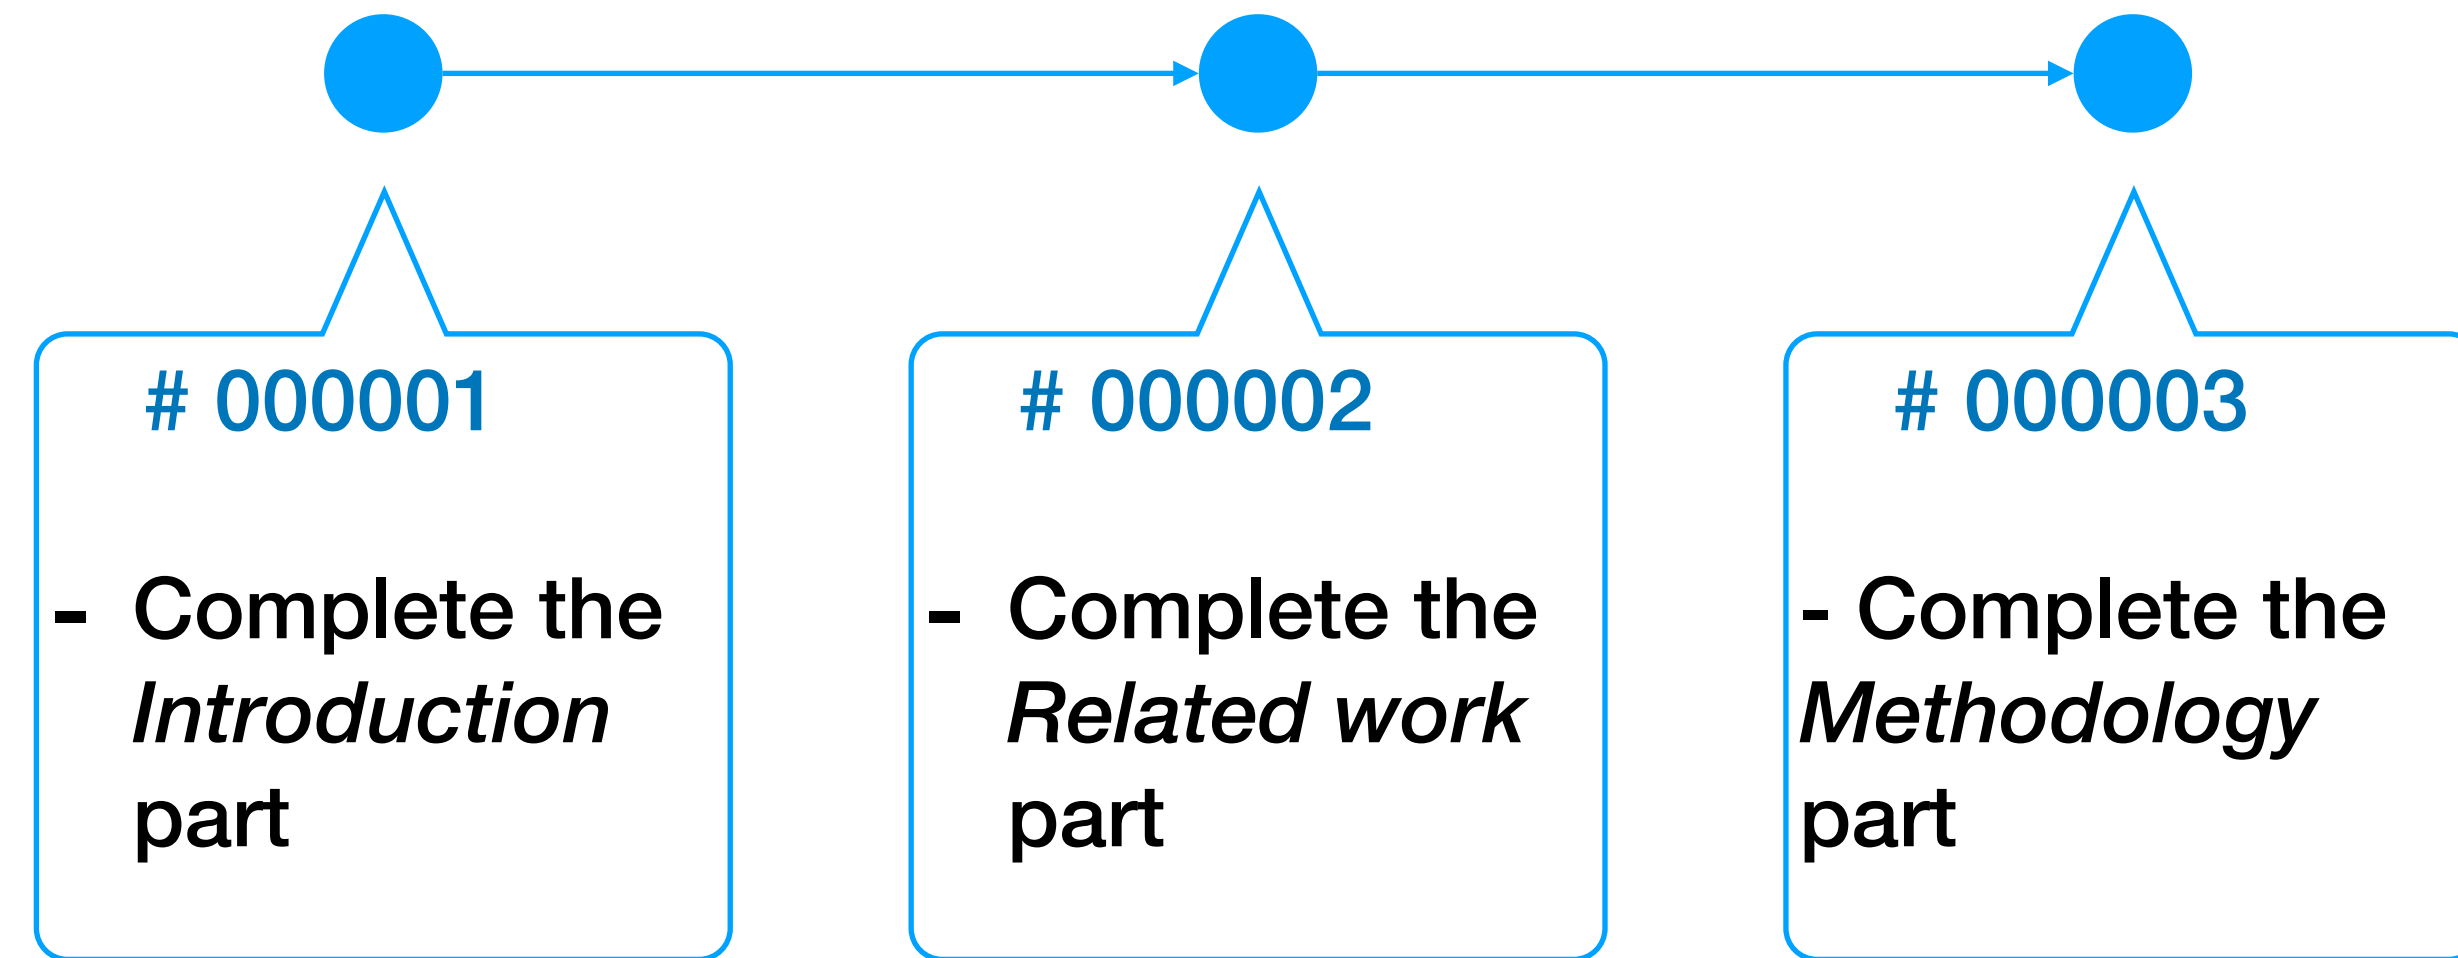 # 000001
- Complete the
Introduction
part
# 000002
- Complete the
Related work
part
# 000003
- Complete the
Methodology
part